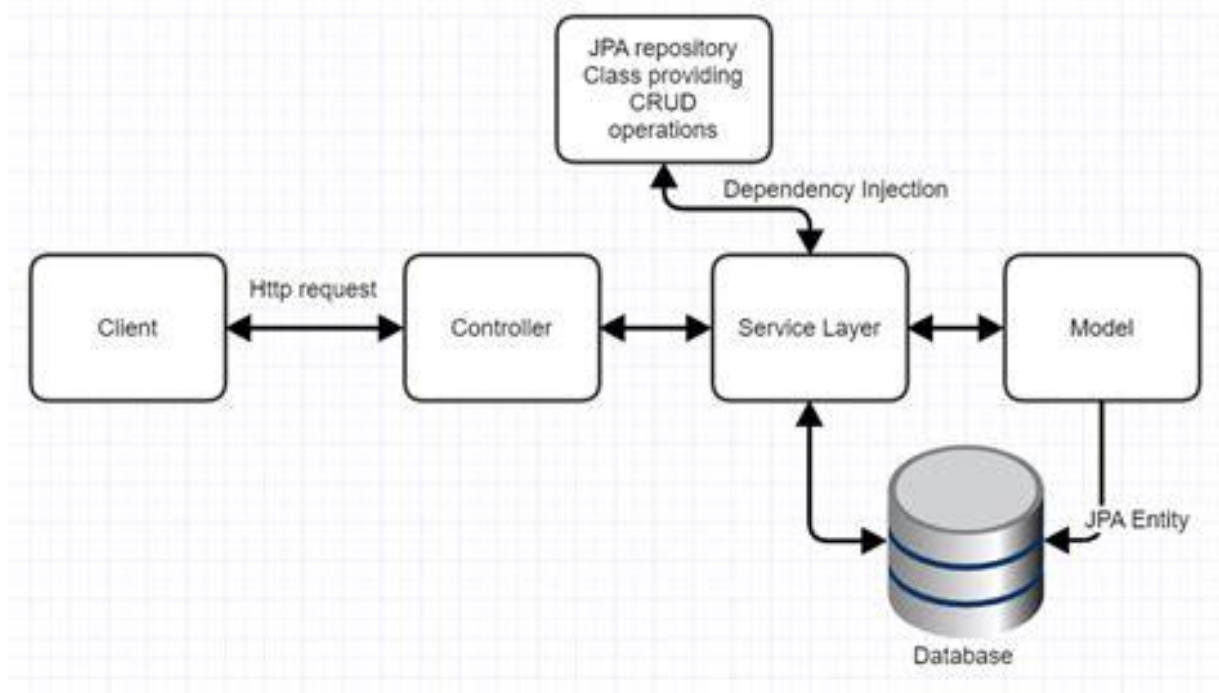 JPA repository
Class providing
CRUD
operations
Dependency Injection
Http request
Client
Controller
Service Layer
Model
JPA Entity
Database